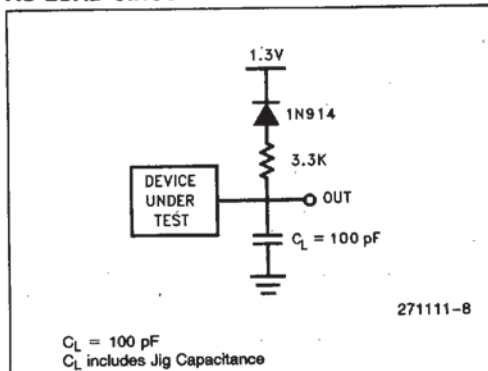 1.3V
1N914
3.3K
DEVICE
UNDER
TEST
OUT
CL = 100 pF
271111-8
CL = 100 pF
CL includes Jig Capacitance